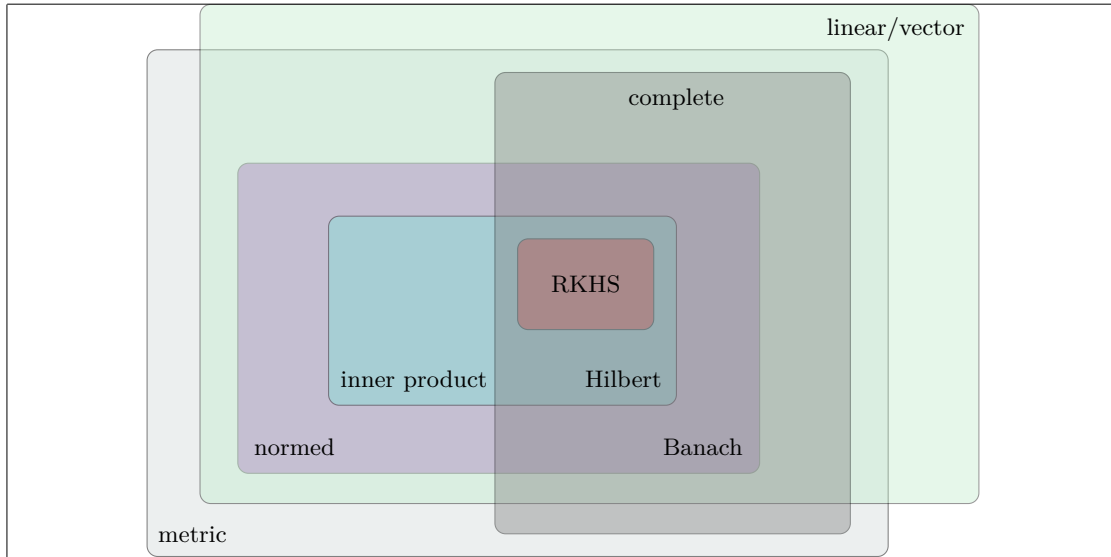 linear/vector
complete
RKHS
inner product
Hilbert
normed
Banach
metric